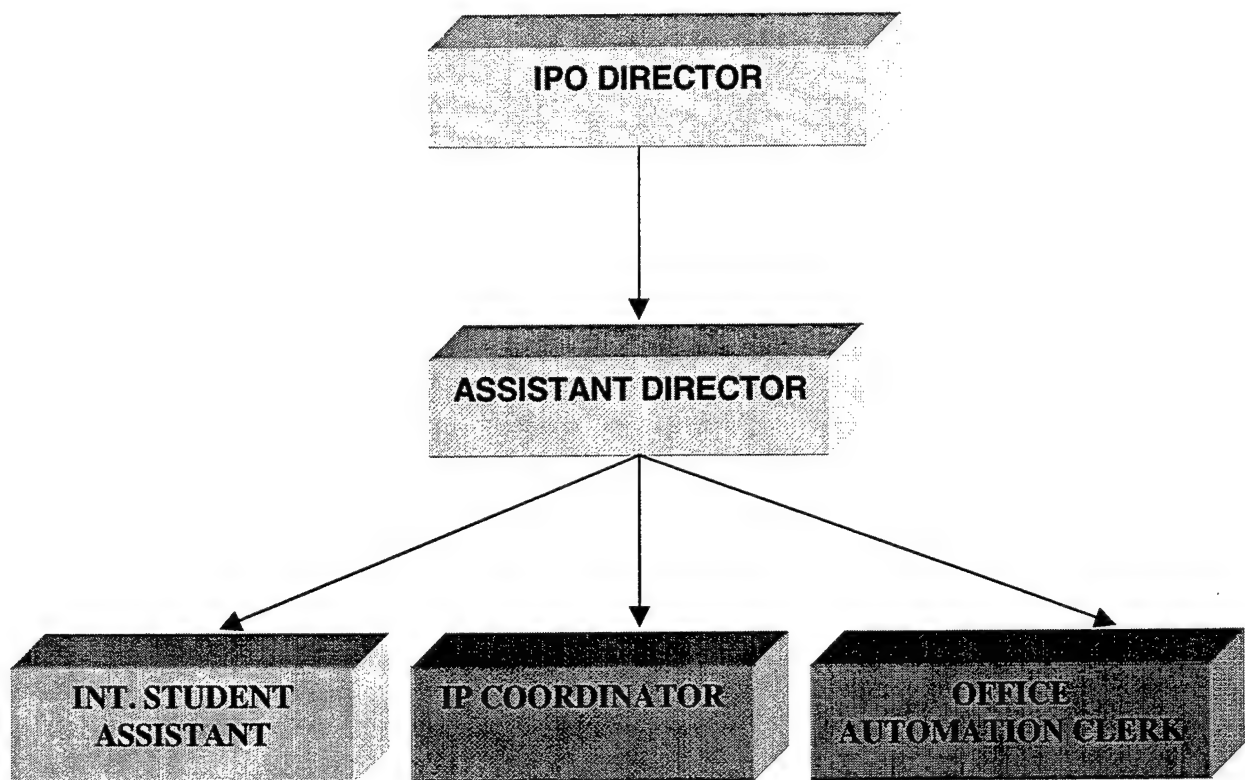 IPO DIRECTOR
ASSISTANT DIRECTOR
INT. STUDENT
ASSISTANT
IP COORDINATOR
OFFICE
AUTOMATION CLERK